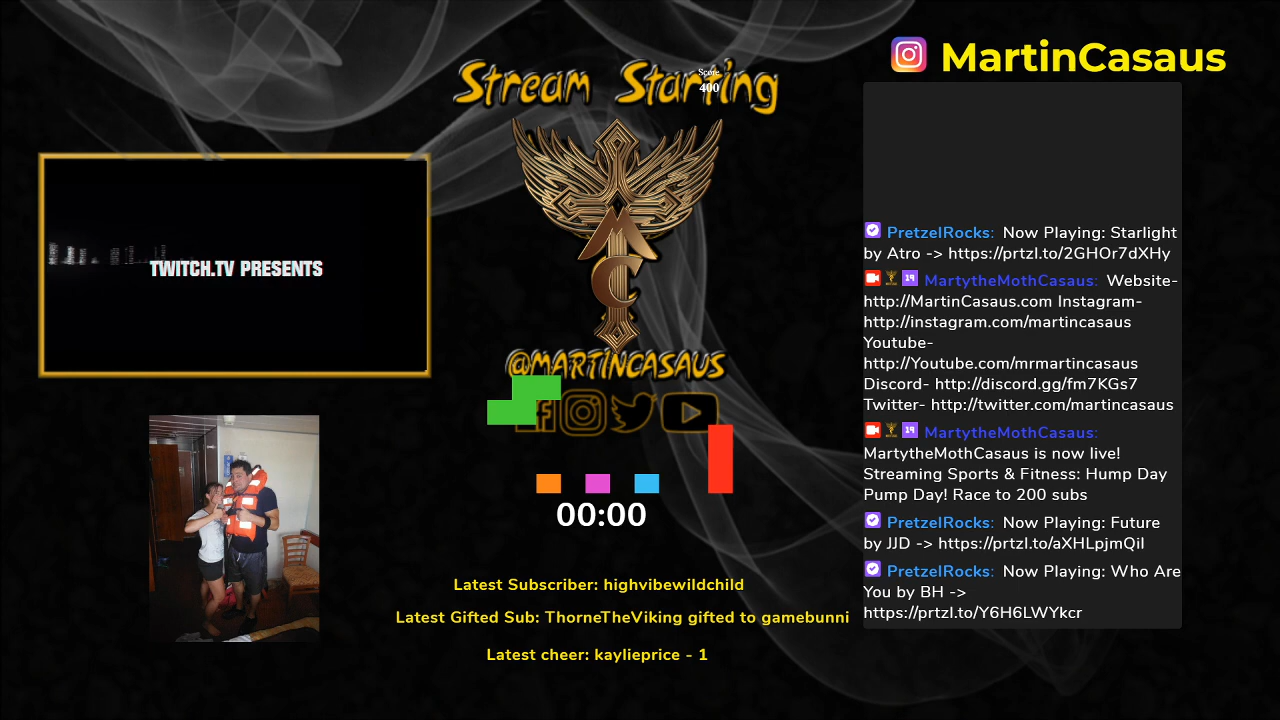 Stream Starting
Score
400
MartinCasaus
TWITCH.TV PRESENTS
MC
@MARTINCASAUS
00:00
Latest Subscriber: highvibewildchild
Latest Gifted Sub: ThorneTheViking gifted to gamebunni
Latest cheer: kaylieprice - 1
PretzelRocks: Now Playing: Starlight
by Atro -> https://prtzl.to/2GHOr7dXHy
MartytheMothCasaus: Website-
http://MartinCasaus.com Instagram-
http://instagram.com/martincasaus
Youtube-
http://Youtube.com/mrmartincasaus
Discord- http://discord.gg/fm7KGs7
Twitter- http://twitter.com/martincasaus
MartytheMothCasaus:
MartytheMothCasaus is now live!
Streaming Sports & Fitness: Hump Day
Pump Day! Race to 200 subs
PretzelRocks: Now Playing: Future
by JJD -> https://prtzl.to/aXHLpjmQil
PretzelRocks: Now Playing: Who Are
You by BH ->
https://prtzl.to/Y6H6LWYkcr